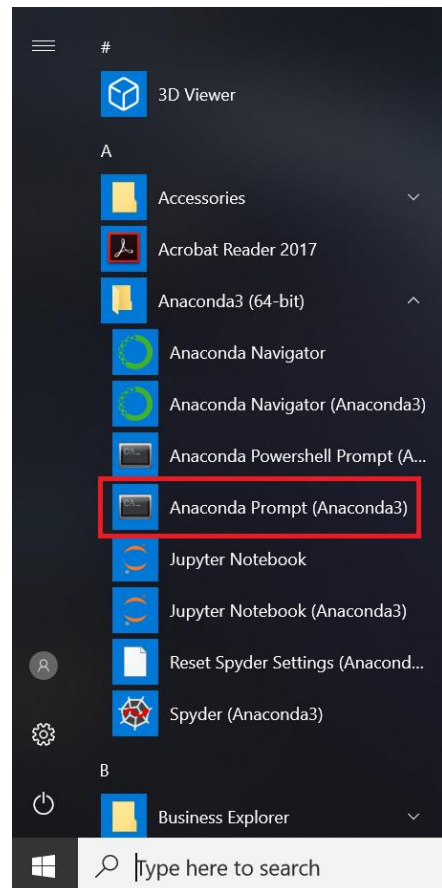 #
3D Viewer
A
Accessories
Acrobat Reader 2017
Anaconda3 (64-bit)
Anaconda Navigator
Anaconda Navigator (Anaconda3)
Anaconda Powershell Prompt (A...
Anaconda Prompt (Anaconda3)
Jupyter Notebook
Jupyter Notebook (Anaconda3)
Reset Spyder Settings (Anacond...
Spyder (Anaconda3)
B
Business Explorer
Type here to search